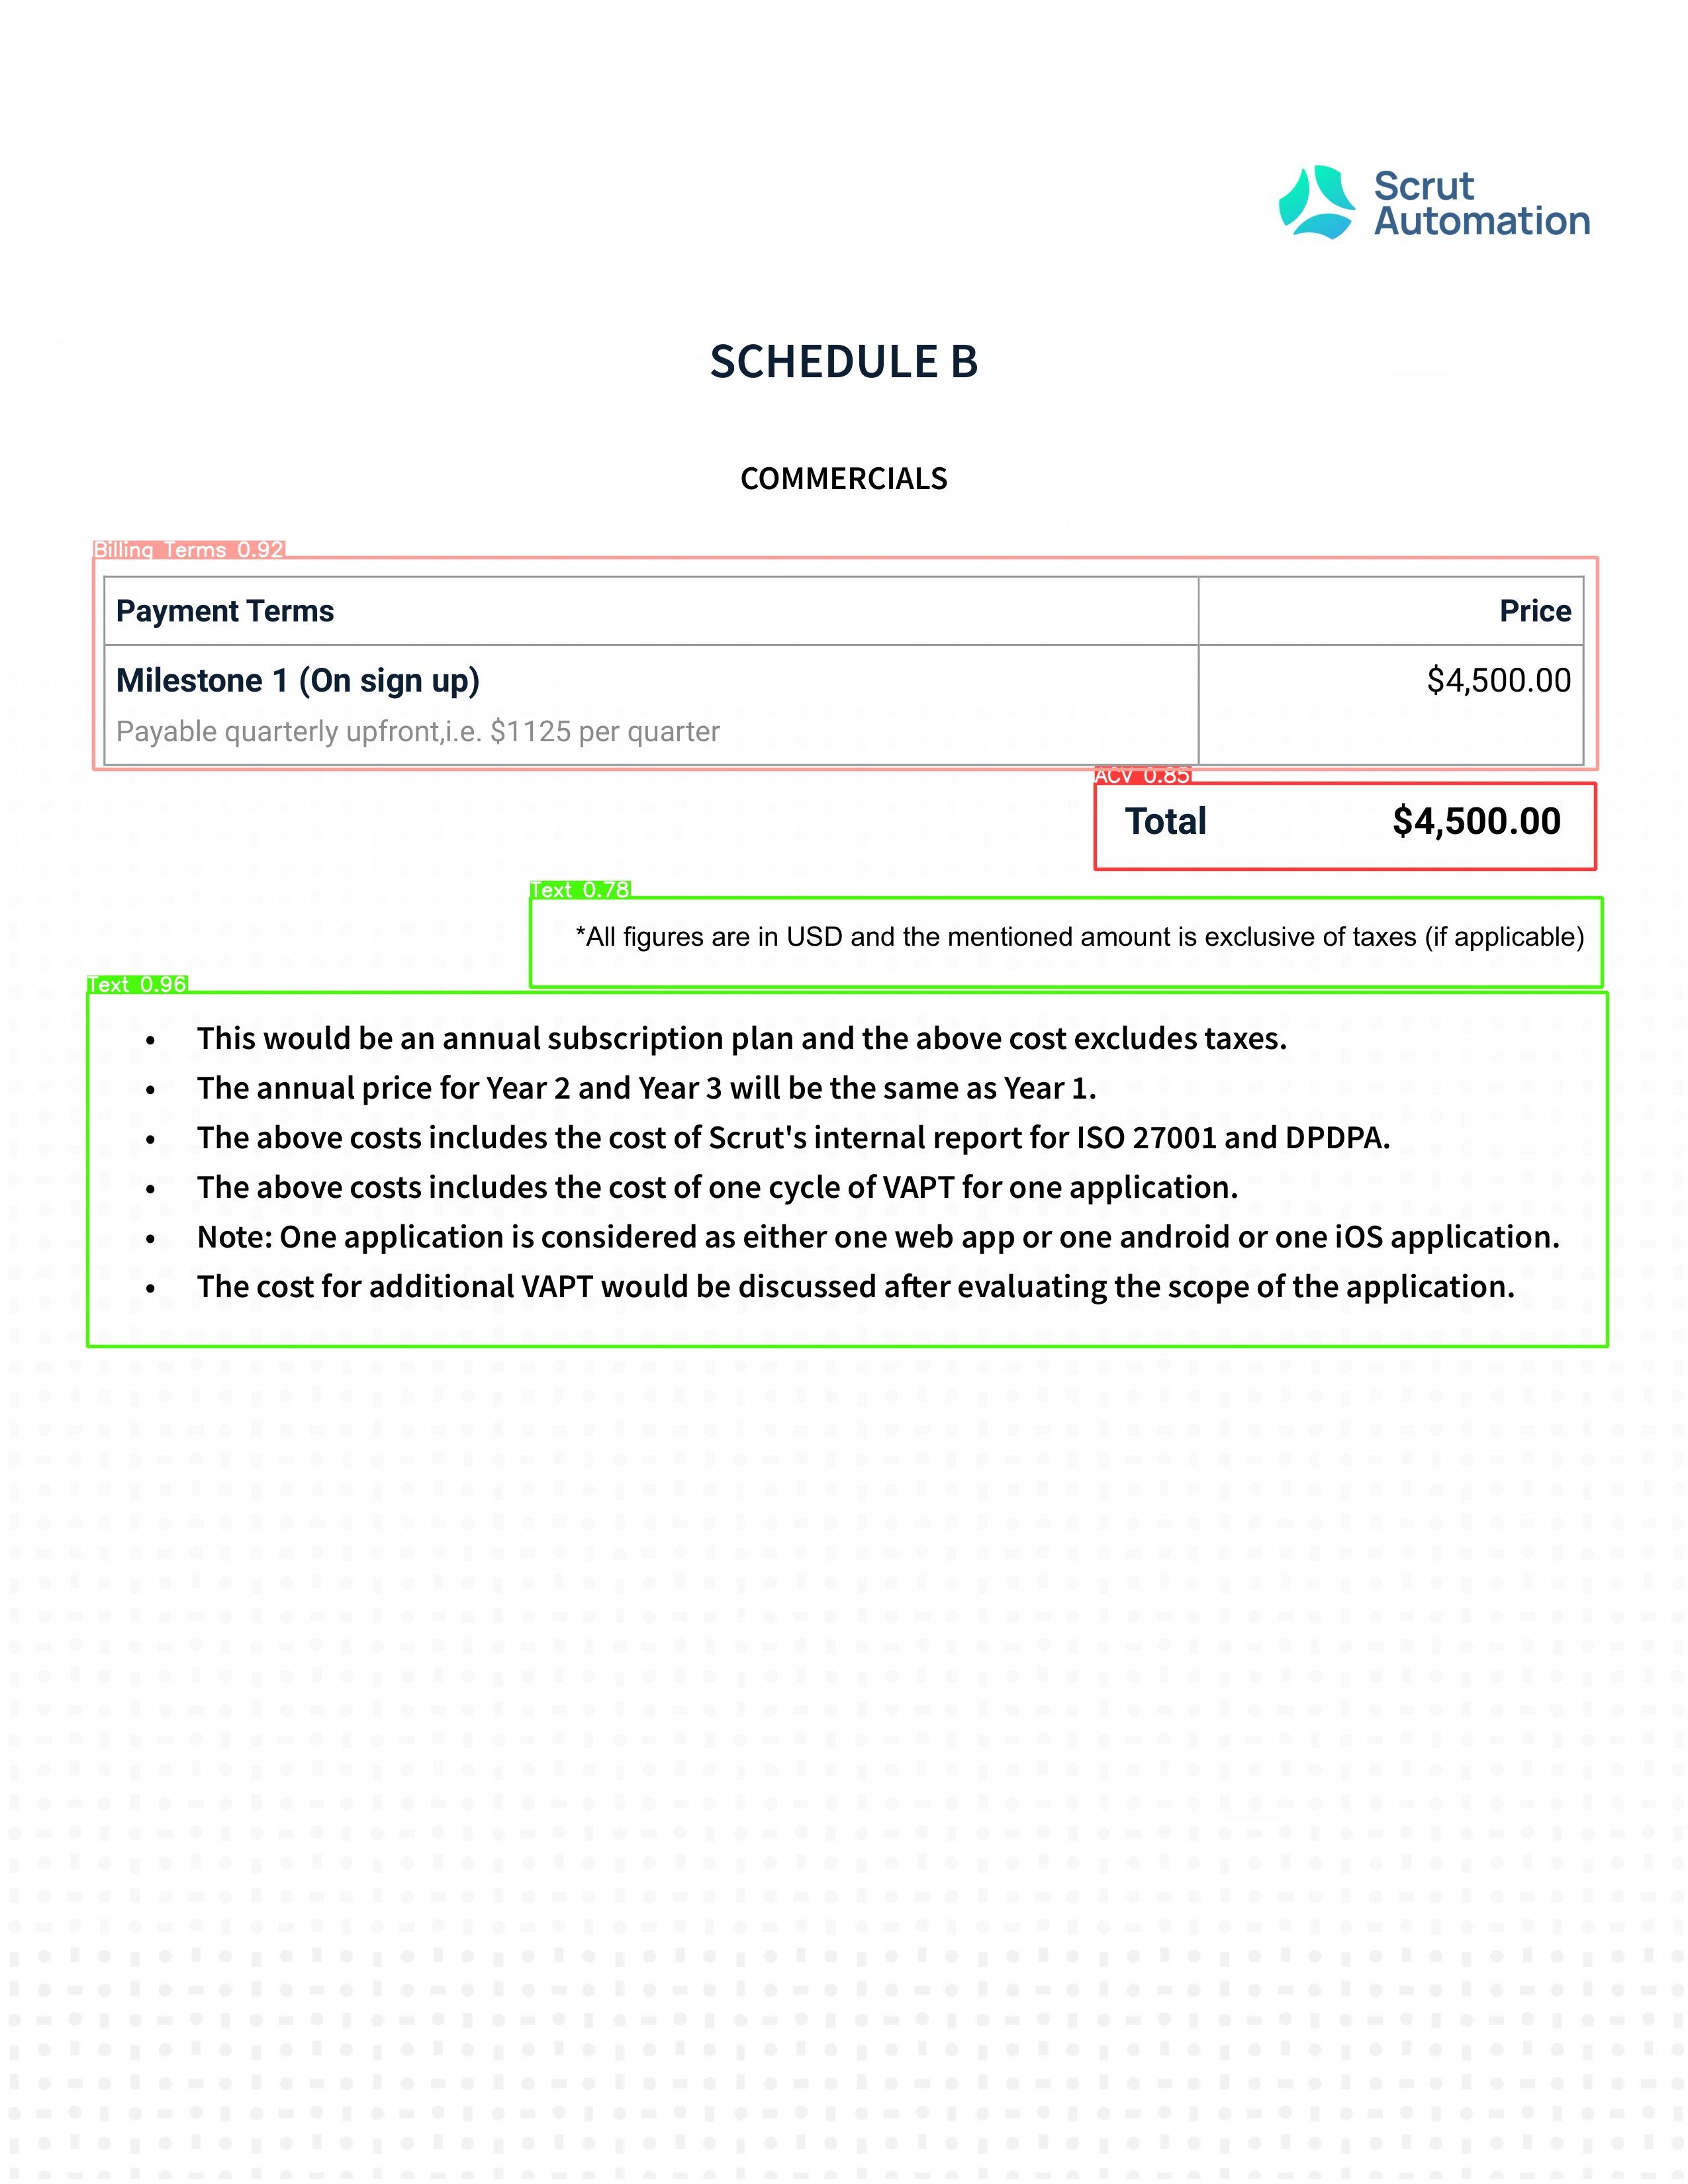 Scrut
Automation
SCHEDULE B
COMMERCIALS
Billing Terms 0.92
Payment Terms Price
Milestone 1 (On sign up) $4,500.00
Payable quarterly upfront,i.e. $1125 per quarter
ACV 0.85
Total $4,500.00
Text 0.78
*All figures are in USD and the mentioned amount is exclusive of taxes (if applicable)
Text 0.96
• This would be an annual subscription plan and the above cost excludes taxes.
• The annual price for Year 2 and Year 3 will be the same as Year 1.
• The above costs includes the cost of Scrut's internal report for ISO 27001 and DPDPA.
• The above costs includes the cost of one cycle of VAPT for one application.
• Note: One application is considered as either one web app or one android or one iOS application.
• The cost for additional VAPT would be discussed after evaluating the scope of the application.